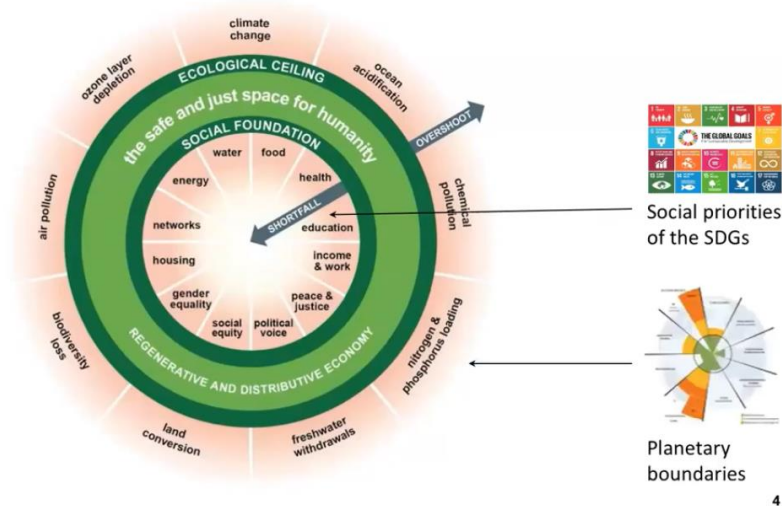 climate
change
ozone layer
depletion
ocean
acidification
ECOLOGICAL CEILING
the safe and just space for humanity
OVERSHOOT
SOCIAL FOUNDATION
water
food
energy
health
air pollution
chemical
pollution
SHORTFALL
networks
education
housing
income
& work
gender
equality
peace &
justice
social
equity
political
voice
nitrogen &
phosphorus loading
biodiversity
loss
REGENERATIVE AND DISTRIBUTIVE ECONOMY
land
conversion
freshwater
withdrawals
THE GLOBAL GOALS
Social priorities
of the SDGs
Planetary
boundaries
4